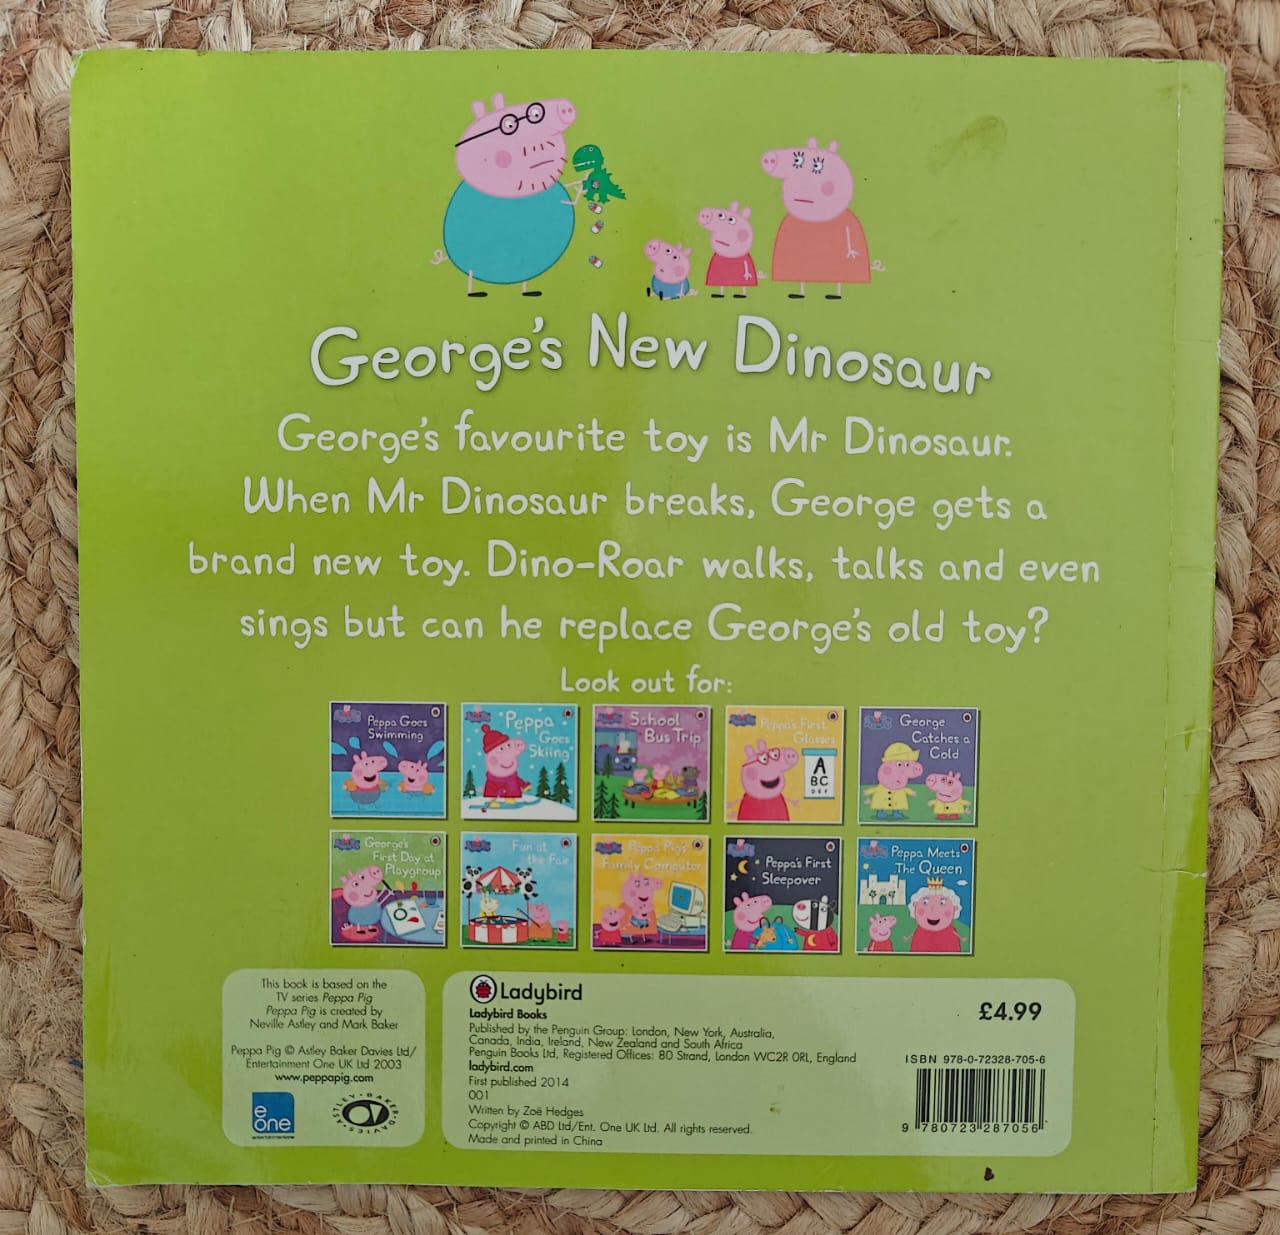 George's New Dinosaur
George's favourite toy is Mr Dinosaur.
When Mr Dinosaur breaks, George gets a
brand new toy. Dino-Roar walks, talks and even
sings but can he replace George's old toy?
Look out for:
Peppa Goes
Swimming
Peppa
Goes
Skiing
School
Bus Trip
Peppa's First
Glasses
A
BC
DEF
George
Catches a
Cold
George's
First Day at
Playgroup
Fun at
the Fair
Peppa Pig's
Family Computer
Peppa's First
Sleepover
Peppa Meets
The Queen
This book is based on the
TV series Peppa Pig
Peppa Pig is created by
Neville Astley and Mark Baker
Peppa Pig © Astley Baker Davies Ltd/
Entertainment One UK Ltd 2003
www.peppapig.com
e
one
ASTLEY·BAKER·DAVIES·
Ladybird
Ladybird Books
Published by the Penguin Group: London, New York, Australia,
Canada, India, Ireland, New Zealand and South Africa
Penguin Books Ltd, Registered Offices: 80 Strand, London WC2R 0RL, England
ladybird.com
First published 2014
001
Written by Zoë Hedges
Copyright © ABD Ltd/Ent. One UK Ltd. All rights reserved.
Made and printed in China
£4.99
ISBN 978-0-72328-705-6
9 780723 287056